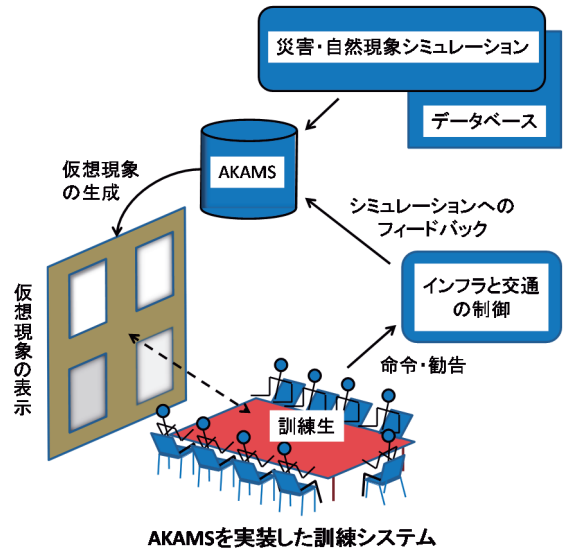 災害・自然現象シミュレーション
データベース
AKAMS
仮想現象
の生成
シミュレーションへの
フィードバック
インフラと交通
の制御
仮想現象の表示
命令・勧告
訓練生
AKAMSを実装した訓練システム